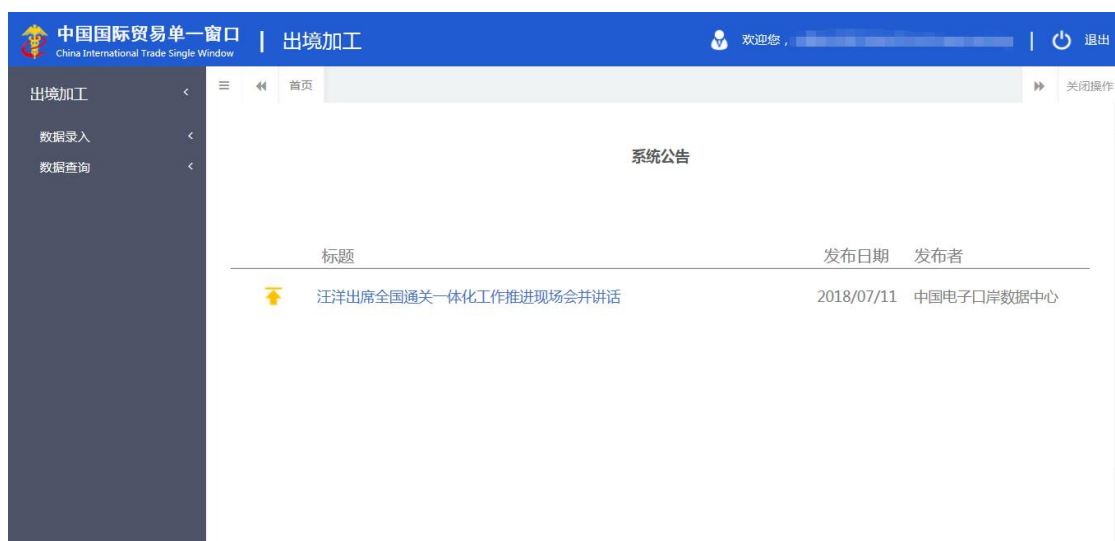 中国国际贸易单一窗口 | 出境加工
China International Trade Single Window
欢迎您， | 退出
出境加工
首页
关闭操作
数据录入
数据查询
系统公告
标题 发布日期 发布者
汪洋出席全国通关一体化工作推进现场会并讲话 2018/07/11 中国电子口岸数据中心